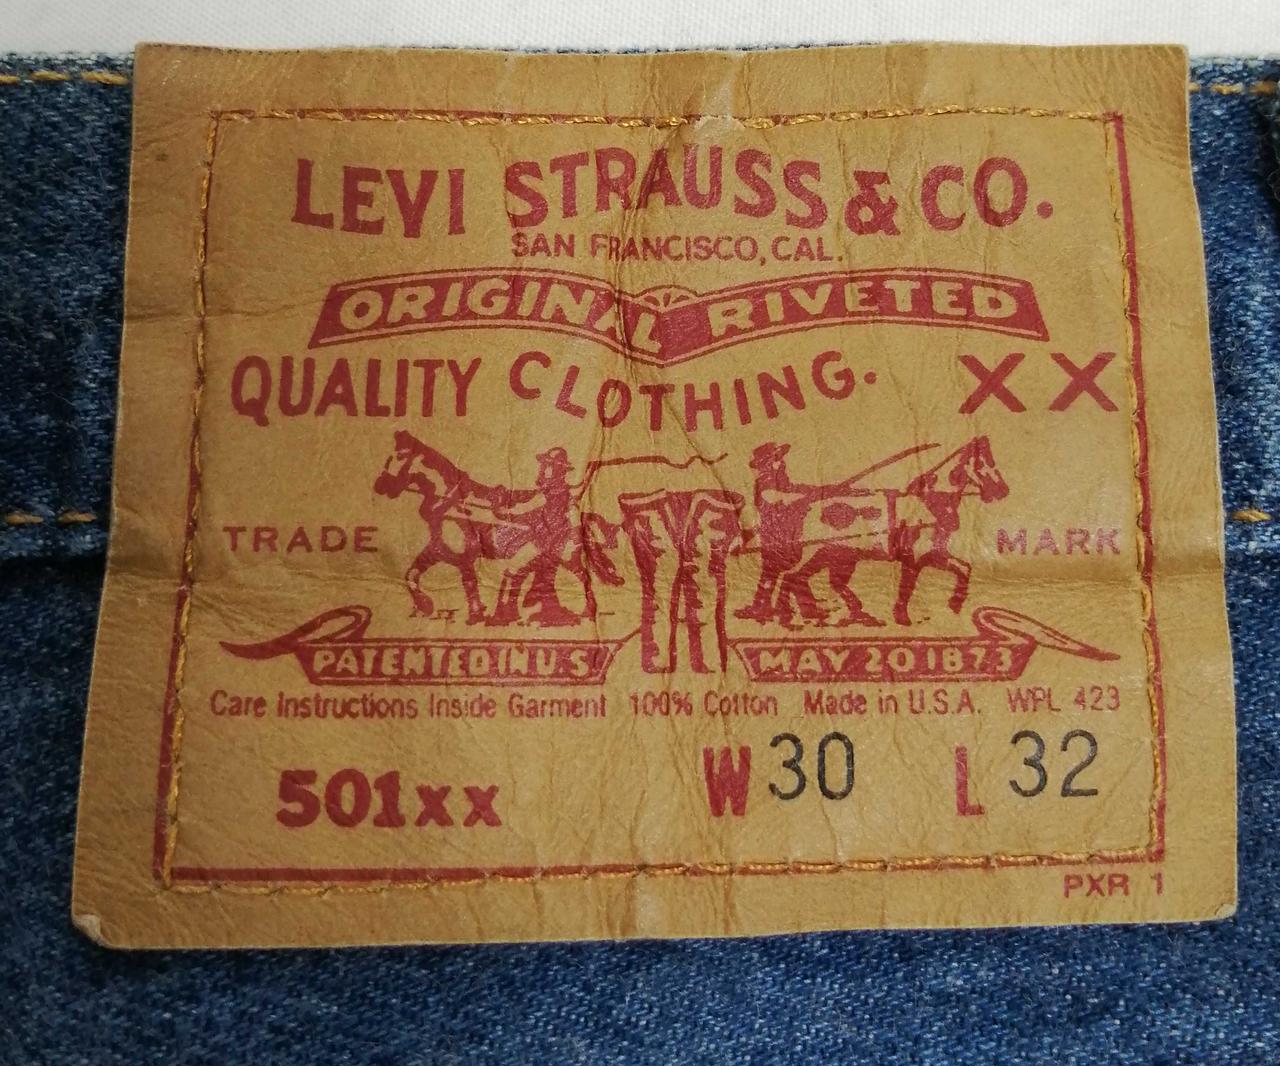 LEVI STRAUSS & CO.
SAN FRANCISCO, CAL.
ORIGINAL RIVETED
QUALITY CLOTHING. XX
TRADE MARK
PATENTED IN U.S MAY 20 1873
Care Instructions Inside Garment 100% Cotton Made in U.S.A. WPL 423
501xx W 30 L 32
PXR 1